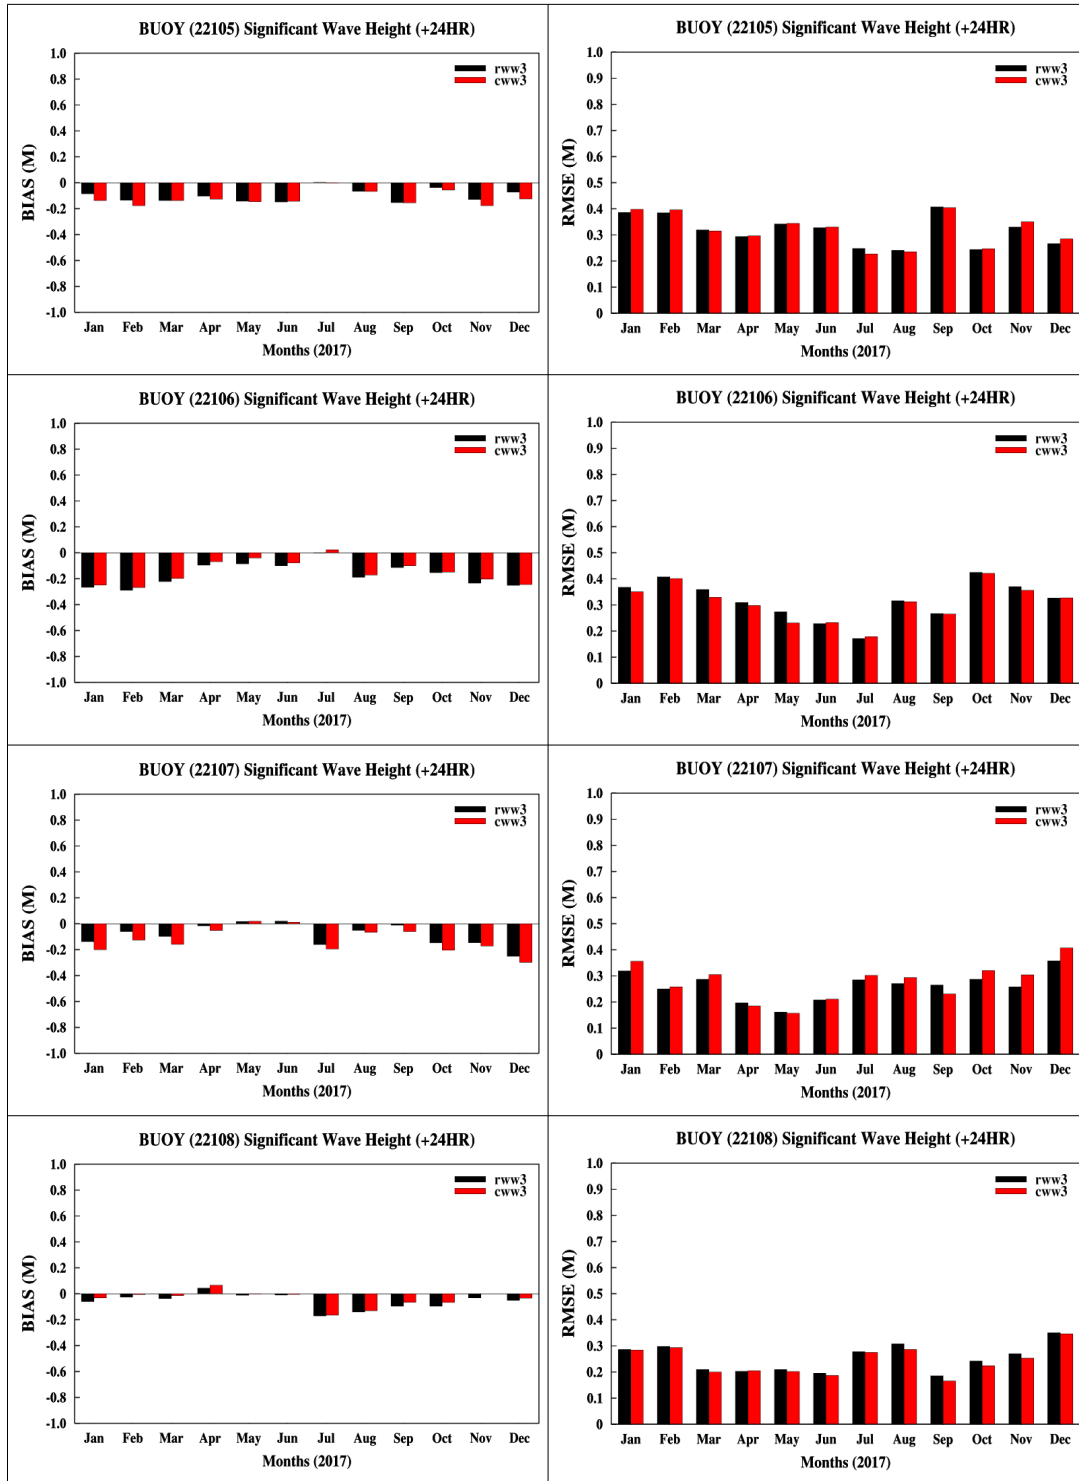 BUOY (22105) Significant Wave Height (+24HR)
1.0
0.8
0.6
0.4
0.2
0
-0.2
-0.4
-0.6
-0.8
-1.0
BIAS (M)
rww3
cww3
Jan Feb Mar Apr May Jun Jul Aug Sep Oct Nov Dec
Months (2017)
BUOY (22105) Significant Wave Height (+24HR)
1.0
0.9
0.8
0.7
0.6
0.5
0.4
0.3
0.2
0.1
0
RMSE (M)
rww3
cww3
Jan Feb Mar Apr May Jun Jul Aug Sep Oct Nov Dec
Months (2017)
BUOY (22106) Significant Wave Height (+24HR)
1.0
0.8
0.6
0.4
0.2
0
-0.2
-0.4
-0.6
-0.8
-1.0
BIAS (M)
rww3
cww3
Jan Feb Mar Apr May Jun Jul Aug Sep Oct Nov Dec
Months (2017)
BUOY (22106) Significant Wave Height (+24HR)
1.0
0.9
0.8
0.7
0.6
0.5
0.4
0.3
0.2
0.1
0
RMSE (M)
rww3
cww3
Jan Feb Mar Apr May Jun Jul Aug Sep Oct Nov Dec
Months (2017)
BUOY (22107) Significant Wave Height (+24HR)
1.0
0.8
0.6
0.4
0.2
0
-0.2
-0.4
-0.6
-0.8
-1.0
BIAS (M)
rww3
cww3
Jan Feb Mar Apr May Jun Jul Aug Sep Oct Nov Dec
Months (2017)
BUOY (22107) Significant Wave Height (+24HR)
1.0
0.9
0.8
0.7
0.6
0.5
0.4
0.3
0.2
0.1
0
RMSE (M)
rww3
cww3
Jan Feb Mar Apr May Jun Jul Aug Sep Oct Nov Dec
Months (2017)
BUOY (22108) Significant Wave Height (+24HR)
1.0
0.8
0.6
0.4
0.2
0
-0.2
-0.4
-0.6
-0.8
-1.0
BIAS (M)
rww3
cww3
Jan Feb Mar Apr May Jun Jul Aug Sep Oct Nov Dec
Months (2017)
BUOY (22108) Significant Wave Height (+24HR)
1.0
0.9
0.8
0.7
0.6
0.5
0.4
0.3
0.2
0.1
0
RMSE (M)
rww3
cww3
Jan Feb Mar Apr May Jun Jul Aug Sep Oct Nov Dec
Months (2017)